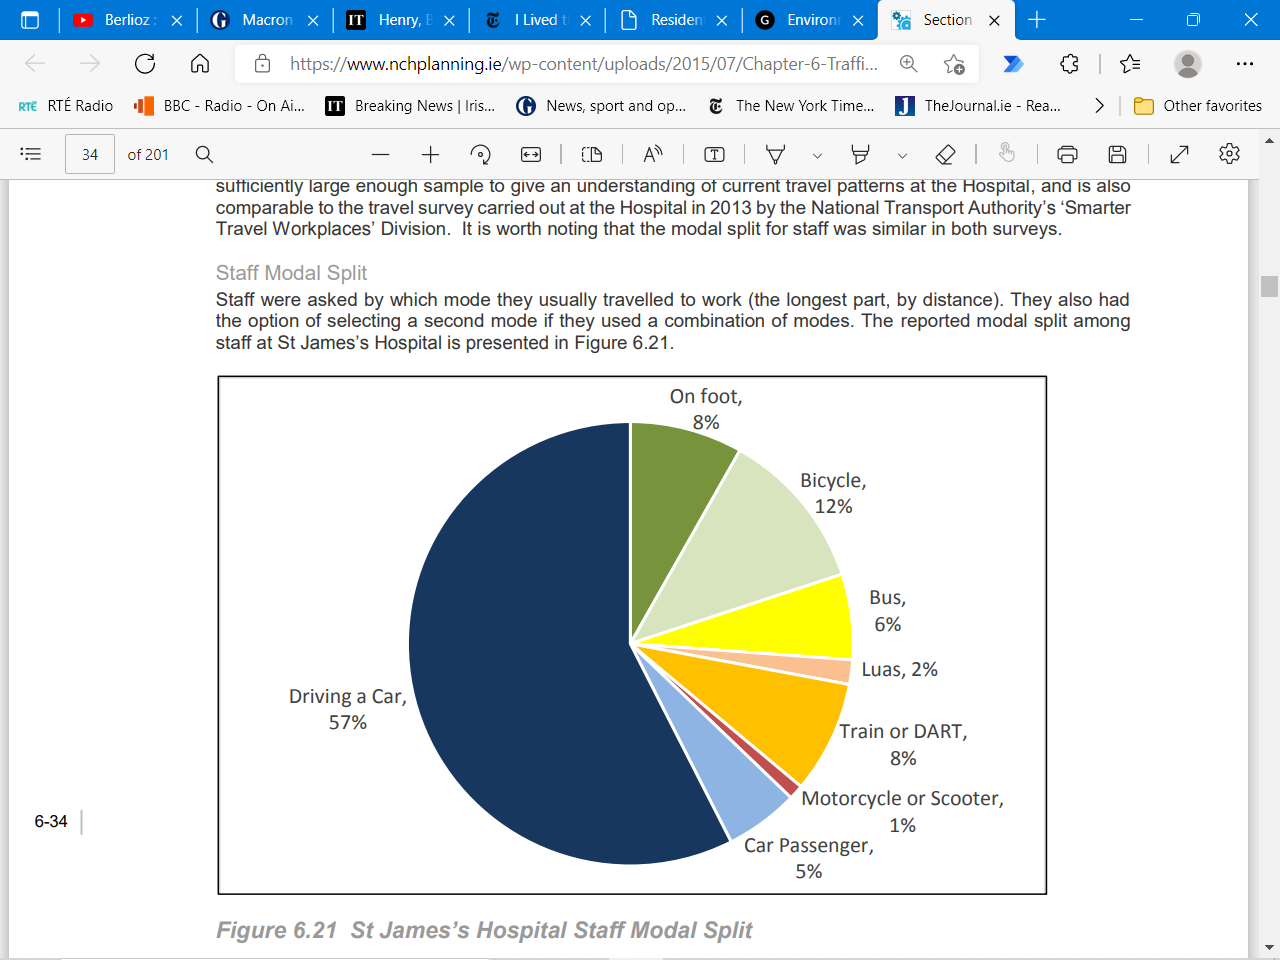 Berlioz :
Macron
Henry, B
I Lived t
Residen
Environ
Section
https://www.nchplanning.ie/wp-content/uploads/2015/07/Chapter-6-Traffi...
RTÉ RTÉ Radio
BBC - Radio - On Ai...
IT Breaking News | Iris...
G News, sport and op...
The New York Time...
J TheJournal.ie - Rea...
Other favorites
34 of 201
sufficiently large enough sample to give an understanding of current travel patterns at the Hospital, and is also
comparable to the travel survey carried out at the Hospital in 2013 by the National Transport Authority’s ‘Smarter
Travel Workplaces’ Division. It is worth noting that the modal split for staff was similar in both surveys.
Staff Modal Split
Staff were asked by which mode they usually travelled to work (the longest part, by distance). They also had
the option of selecting a second mode if they used a combination of modes. The reported modal split among
staff at St James’s Hospital is presented in Figure 6.21.
On foot,
8%
Bicycle,
12%
Bus,
6%
Luas, 2%
Driving a Car,
57%
Train or DART,
8%
Motorcycle or Scooter,
1%
Car Passenger,
5%
6-34
Figure 6.21 St James’s Hospital Staff Modal Split